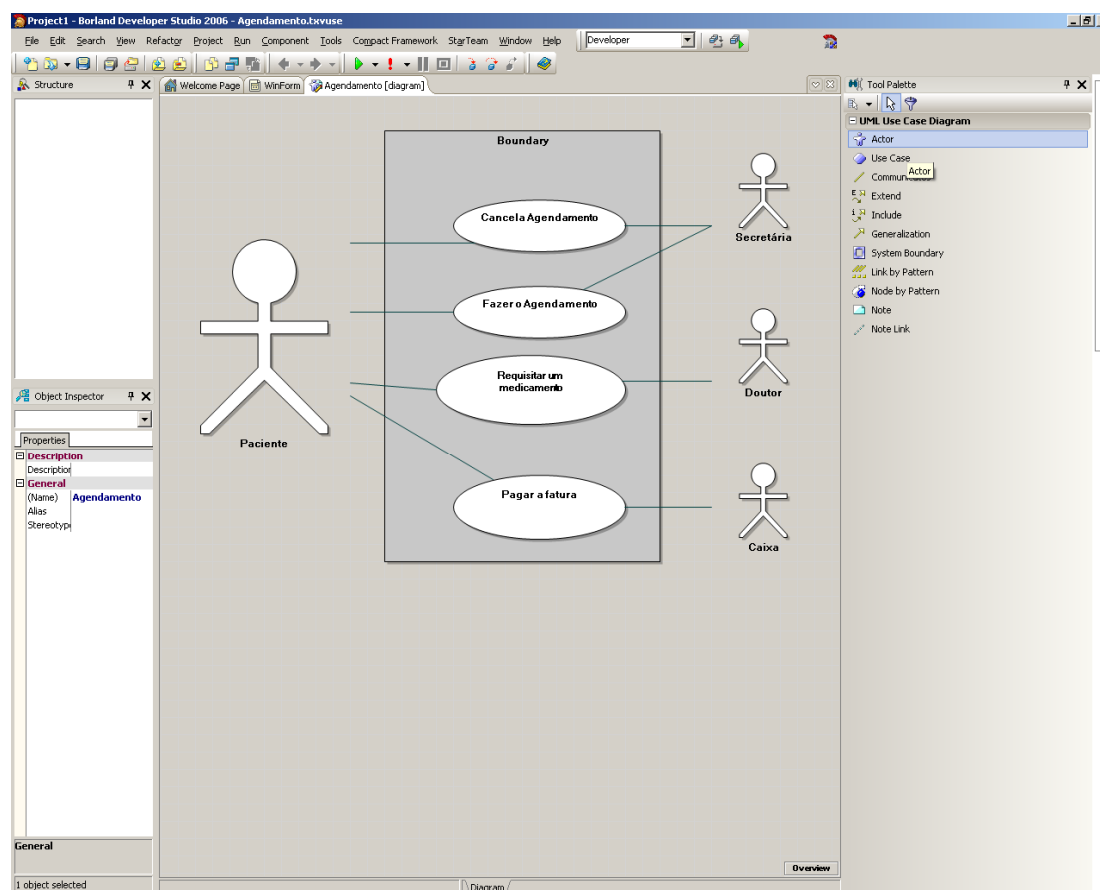 Project1 - Borland Developer Studio 2006 - Agendamento.txvuse
File Edit Search View Refactor Project Run Component Tools Compact Framework StarTeam Window Help Developer
Structure
Welcome Page WinForm Agendamento [diagram]
Tool Palette
UML Use Case Diagram
Actor
Use Case
Actor
Extend
Include
Generalization
System Boundary
Link by Pattern
Node by Pattern
Note
Note Link
Boundary
Cancela Agendamento
Secretária
Fazer o Agendamento
Requisitar um
medicamento
Doutor
Paciente
Pagar a fatura
Caixa
Object Inspector
Properties
Description
General
(Name) Agendamento
Alias
General
1 object selected
Overview
Diagram